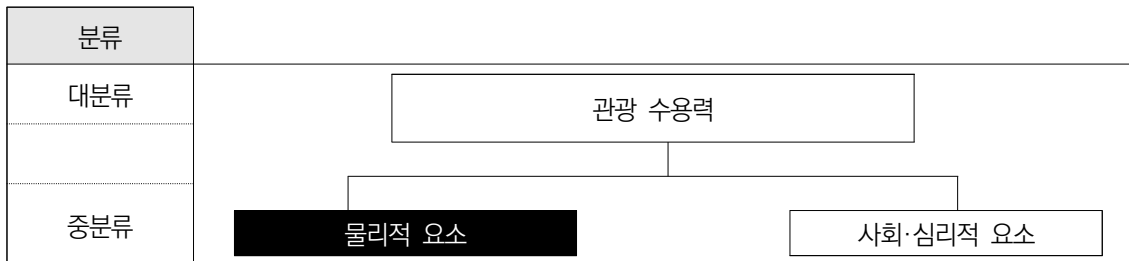 분류
대분류
관광 수용력
중분류
물리적 요소
사회·심리적 요소